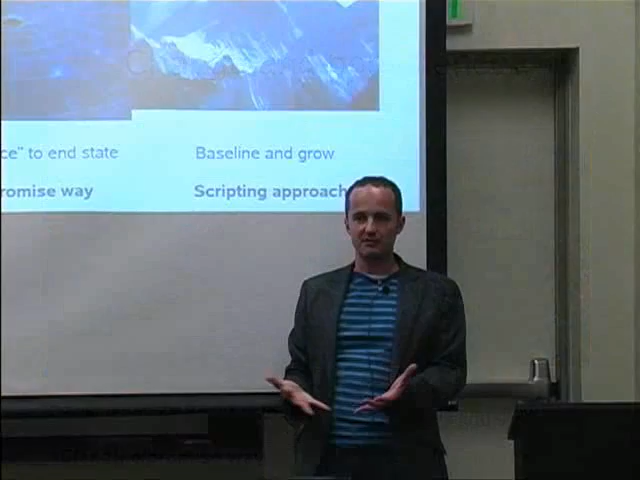 ce" to end state
Baseline and grow
romise way
Scripting approach